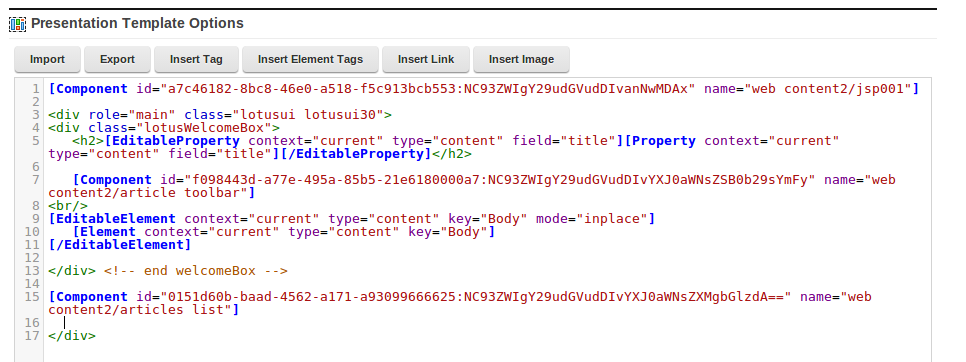 Presentation Template Options
Import Export Insert Tag Insert Element Tags Insert Link Insert Image
1 [Component id="a7c46182-8bc8-46e0-a518-f5c913bcb553:NC93ZWIgY29udGVudDIvanNwMDAx" name="web content2/jsp001"]
2
3 <div role="main" class="lotusui lotusui30">
4 <div class="lotusWelcomeBox">
5 <h2>[EditableProperty context="current" type="content" field="title"][Property context="current"
type="content" field="title"][/EditableProperty]</h2>
6
7 [Component id="f098443d-a77e-495a-85b5-21e6180000a7:NC93ZWIgY29udGVudDIvYXJ0aWNsZSB0b29sYmFy" name="web
content2/article toolbar"]
8 <br/>
9 [EditableElement context="current" type="content" key="Body" mode="inplace"]
10 [Element context="current" type="content" key="Body"]
11 [/EditableElement]
12
13 </div> <!-- end welcomeBox -->
14
15 [Component id="0151d60b-baad-4562-a171-a93099666625:NC93ZWIgY29udGVudDIvYXJ0aWNsZXMgbGlzdA==" name="web
content2/articles list"]
16
17 </div>